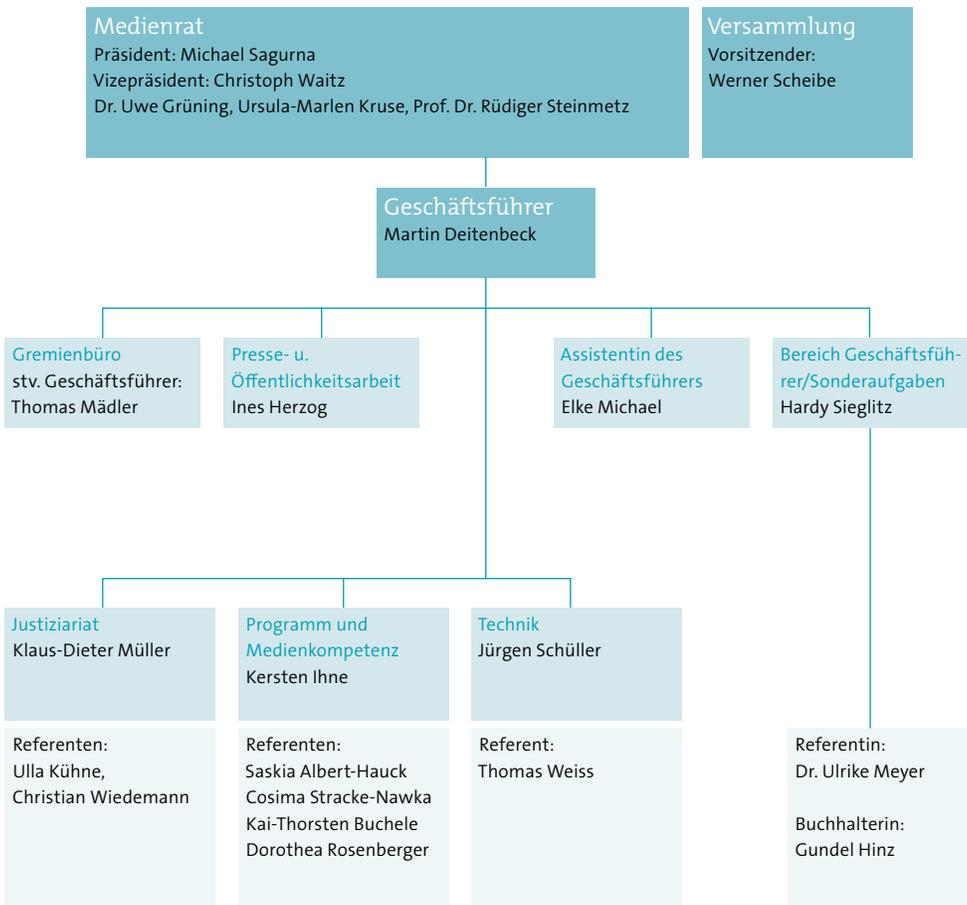 Medienrat
Präsident: Michael Sagurna
Vizepräsident: Christoph Waitz
Dr. Uwe Grüning, Ursula-Marlen Kruse, Prof. Dr. Rüdiger Steinmetz
Versammlung
Vorsitzender:
Werner Scheibe
Geschäftsführer
Martin Deitenbeck
Gremienbüro
stv. Geschäftsführer:
Thomas Mädler
Presse- u.
Öffentlichkeitsarbeit
Ines Herzog
Assistentin des
Geschäftsführers
Elke Michael
Bereich Geschäftsfüh-
rer/Sonderaufgaben
Hardy Sieglitz
Justiziariat
Klaus-Dieter Müller
Programm und
Medienkompetenz
Kersten Ihne
Technik
Jürgen Schüller
Referenten:
Ulla Kühne,
Christian Wiedemann
Referenten:
Saskia Albert-Hauck
Cosima Stracke-Nawka
Kai-Thorsten Buchele
Dorothea Rosenberger
Referent:
Thomas Weiss
Referentin:
Dr. Ulrike Meyer
Buchhalterin:
Gundel Hinz